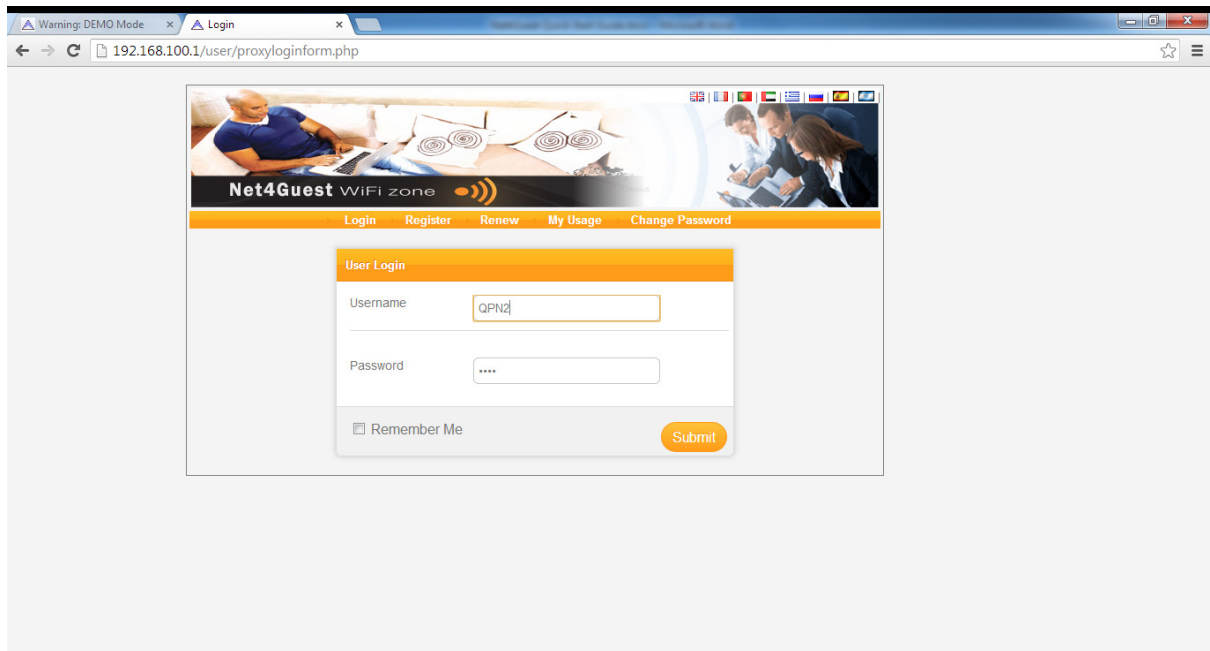 Warning: DEMO Mode
Login
192.168.100.1/user/proxyloginform.php
Net4Guest WiFi zone
Login Register Renew My Usage Change Password
User Login
Username QPN2
Password ••••
Remember Me
Submit